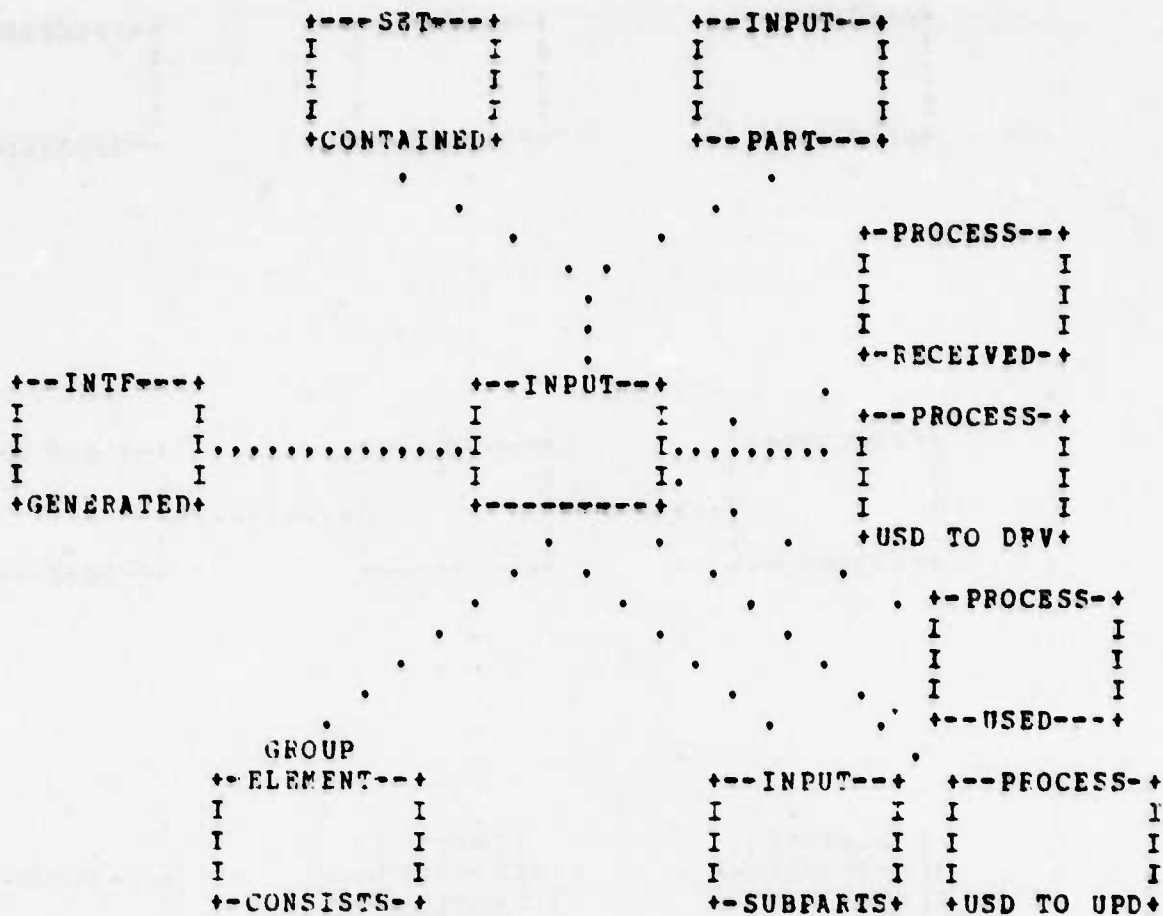 +---SET---+ +--INPUT--+
I I I I
I I I I
I I I I
+CONTAINED+ +--PART---+
+-PROCESS--+
I I
I I
I I
+-RECEIVED-+
+--INTF---+ +--INPUT--+
I I I I +--PROCESS-+
I I..............I I.........I I
I I I I. I I
+GENERATED+ +---------+ I I
+USD TO DRV+
+-PROCESS-+
I I
I I
I I
+--USED---+
GROUP
+-ELEMENT--+ +--INPUT--+ +--PROCESS-+
I I I I I I
I I I I I I
I I I I I I
+-CONSISTS-+ +-SUBPARTS+ +USD TO UPD+